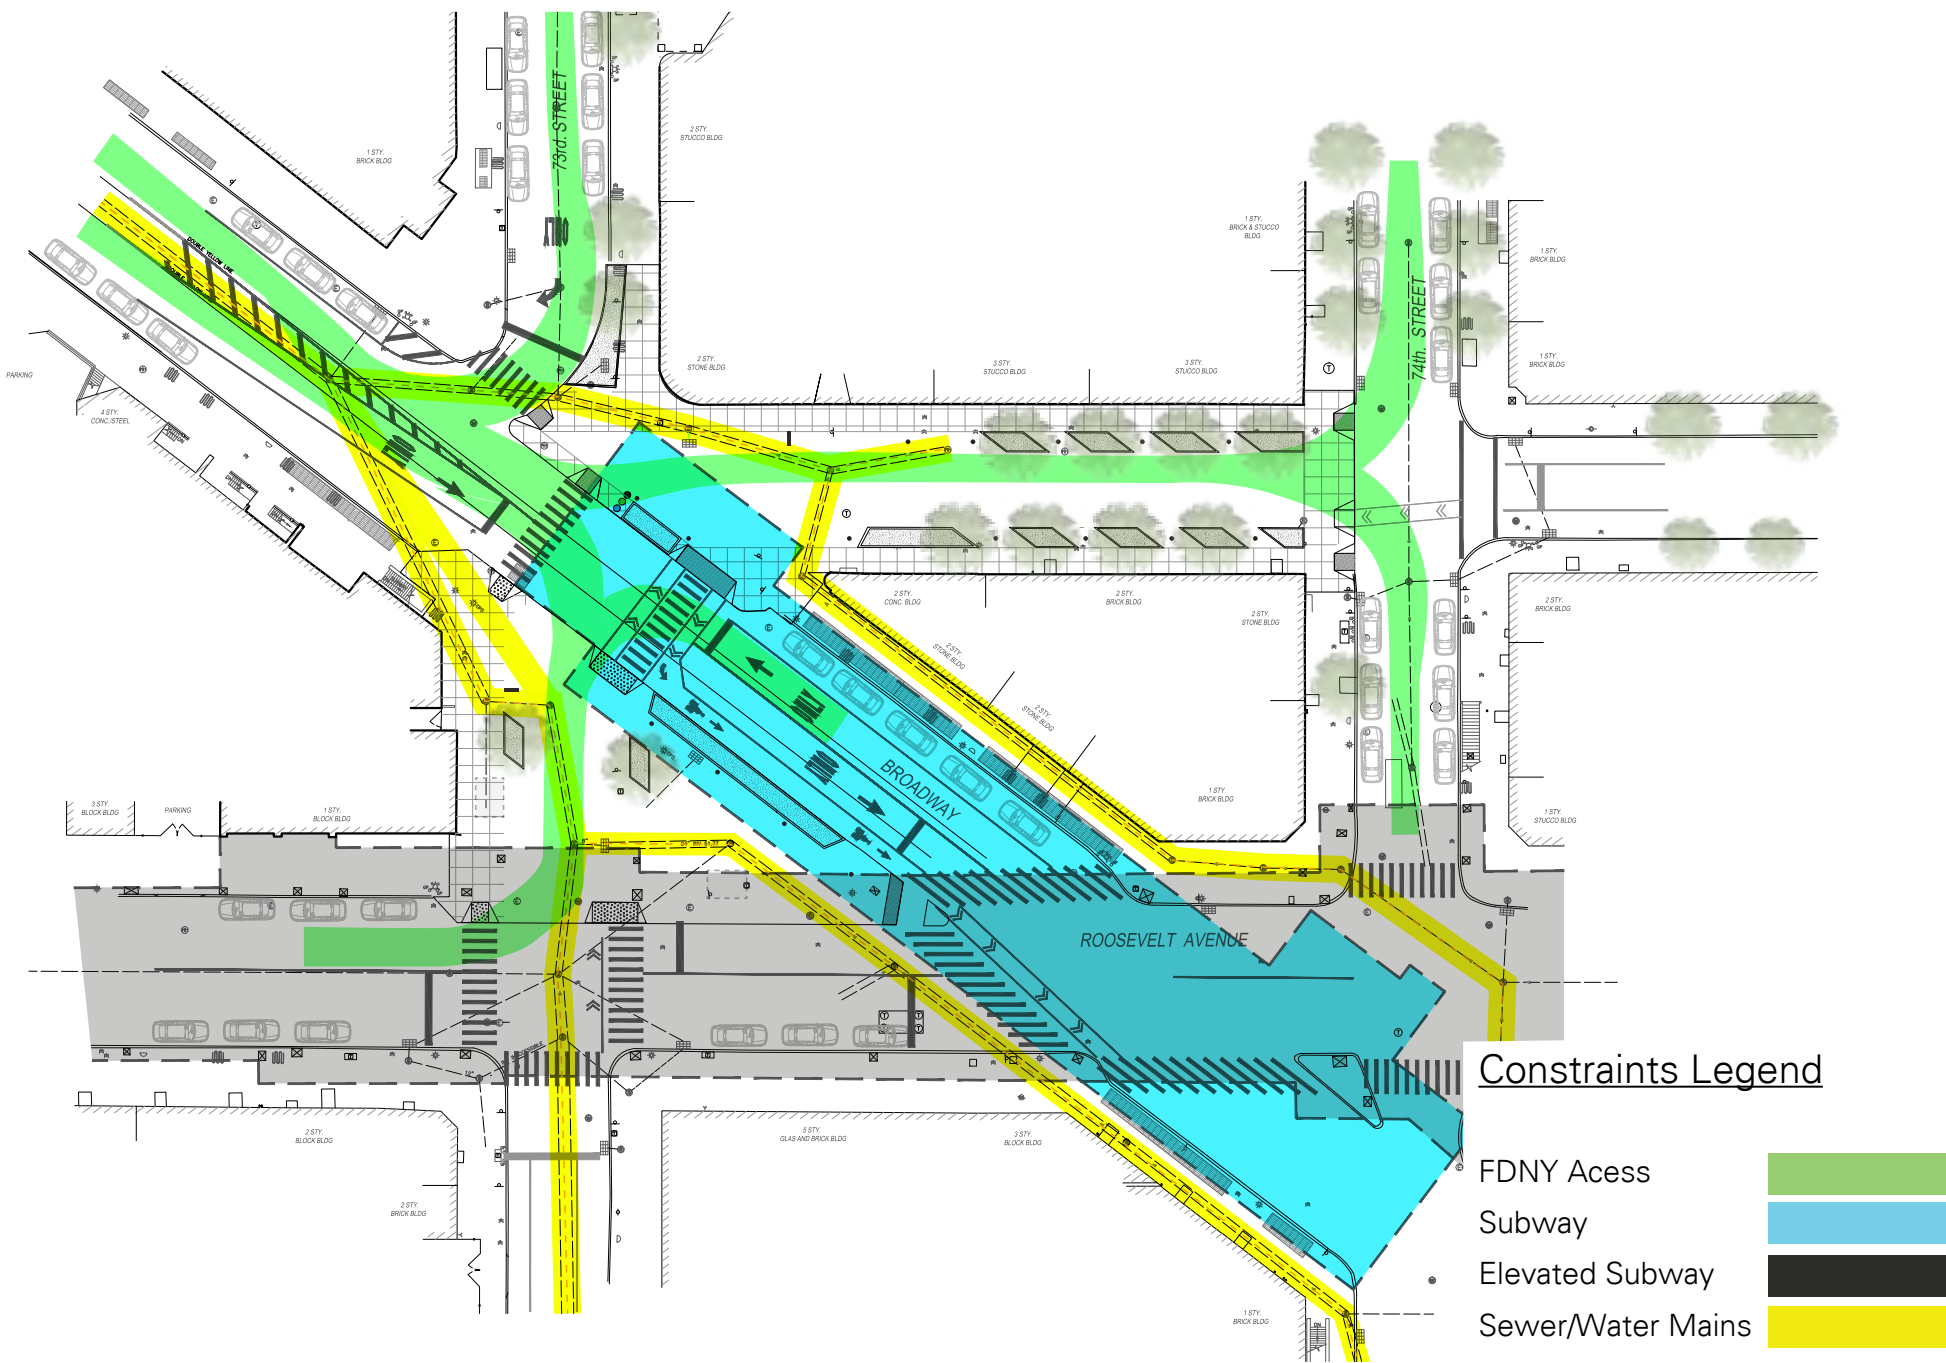 73rd. STREET
2 STY.
STUCCO BLDG
1 STY.
BRICK BLDG
1 STY.
BRICK & STUCCO
BLDG
1 STY.
BRICK BLDG
DOUBLE YELLOW LINE
74th. STREET
PARKING
2 STY.
STONE BLDG
3 STY.
STUCCO BLDG
3 STY.
STUCCO BLDG
1 STY.
BRICK BLDG
4 STY.
CONC./STEEL
2 STY.
CONC. BLDG
2 STY.
BRICK BLDG
2 STY.
STONE BLDG
2 STY.
BRICK BLDG
2 STY.
STONE BLDG
2 STY.
STONE BLDG
BROADWAY
3 STY.
BLOCK BLDG
PARKING
1 STY.
BLOCK BLDG
1 STY.
BRICK BLDG
1 STY.
STUCCO BLDG
ROOSEVELT AVENUE
12"
2 STY.
BLOCK BLDG
5 STY.
GLAS AND BRICK BLDG
3 STY.
BLOCK BLDG
2 STY.
BRICK BLDG
1 STY.
BRICK BLDG
DN
Constraints Legend
FDNY Acess
Subway
Elevated Subway
Sewer/Water Mains